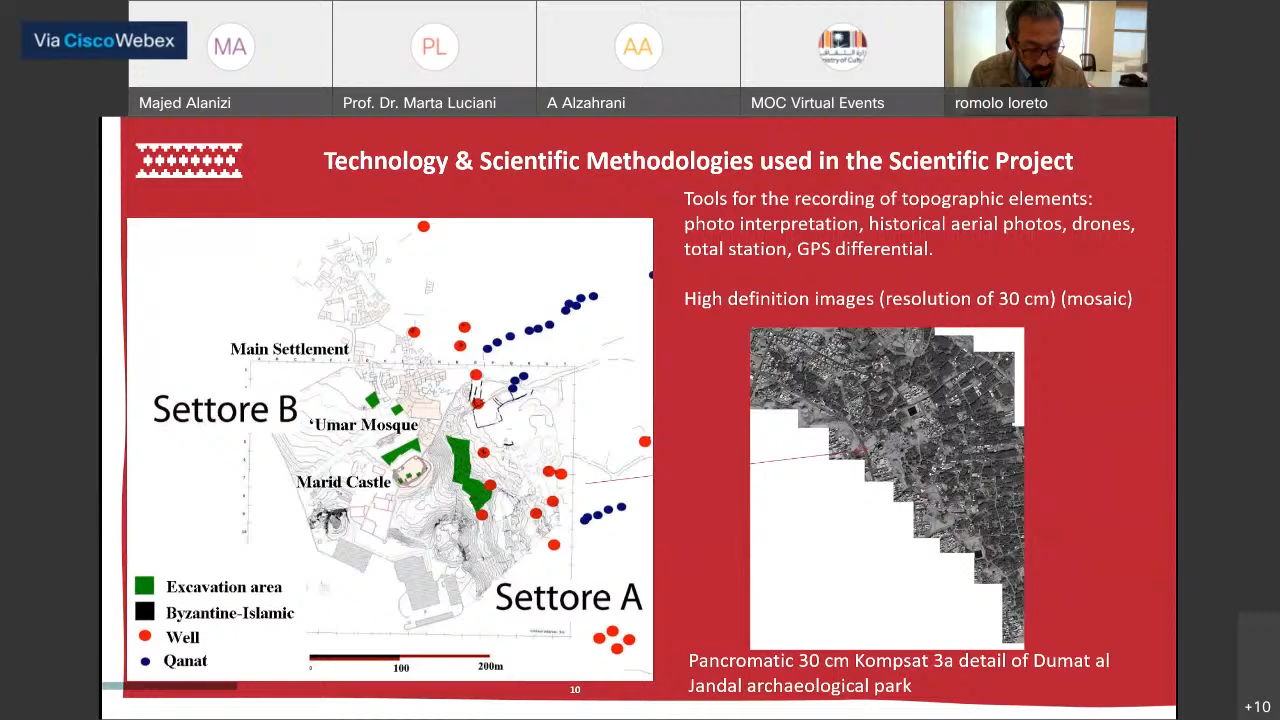 Via CiscoWebex
MA
PL
AA
Majed Alanizi
Prof. Dr. Marta Luciani
A Alzahrani
MOC Virtual Events
romolo loreto
Technology & Scientific Methodologies used in the Scientific Project
Tools for the recording of topographic elements:
photo interpretation, historical aerial photos, drones,
total station, GPS differential.
High definition images (resolution of 30 cm) (mosaic)
Main Settlement
Settore B
‘Umar Mosque
Marid Castle
Settore A
Excavation area
Byzantine-Islamic
Well
Qanat
100
200m
Pancromatic 30 cm Kompsat 3a detail of Dumat al
Jandal archaeological park
10
+10